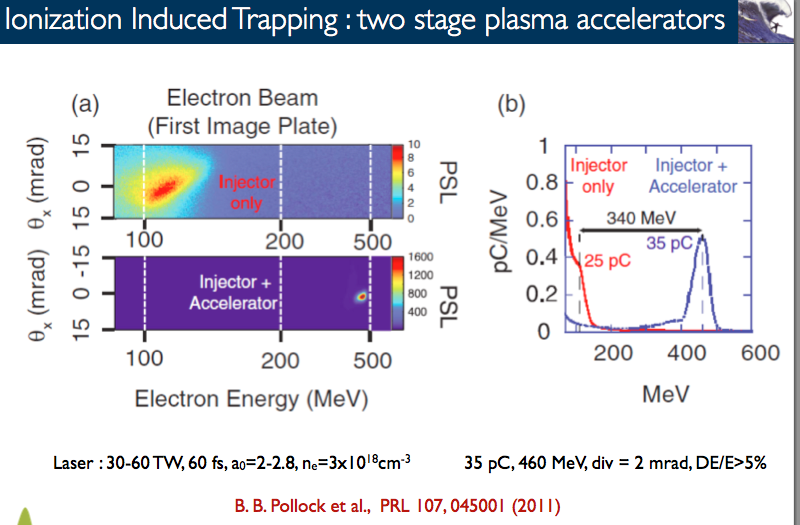 Ionization Induced Trapping : two stage plasma accelerators
(a)
Electron Beam
(First Image Plate)
15
0
15
θx (mrad)
Injector
only
10
8
6
4
2
0
PSL
100
200
500
-15
0
15
θx (mrad)
Injector +
Accelerator
1600
1200
800
400
PSL
100
200
500
Electron Energy (MeV)
(b)
1
0.8
0.6
0.4
0.2
0
pC/MeV
Injector
only
Injector +
Accelerator
340 MeV
35 pC
25 pC
200
400
600
MeV
Laser : 30-60 TW, 60 fs, a0=2-2.8, ne=3x10¹⁸cm⁻³
35 pC, 460 MeV, div = 2 mrad, DE/E>5%
B. B. Pollock et al., PRL 107, 045001 (2011)